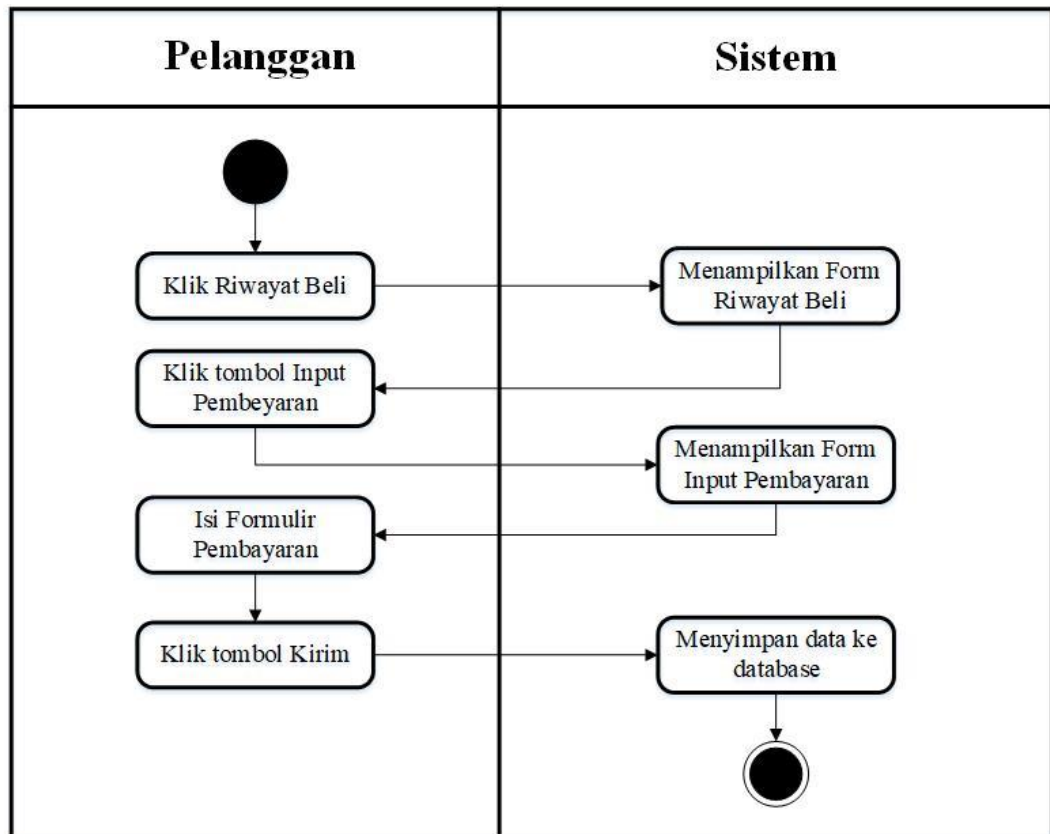 Pelanggan
Sistem
Klik Riwayat Beli
Menampilkan Form
Riwayat Beli
Klik tombol Input
Pembeyaran
Menampilkan Form
Input Pembayaran
Isi Formulir
Pembayaran
Klik tombol Kirim
Menyimpan data ke
database